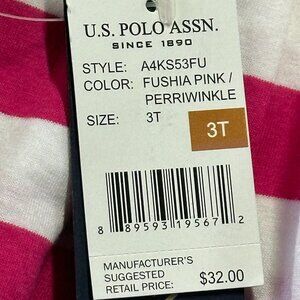 U.S. POLO ASSN.
SINCE 1890
STYLE: A4KS53FU
COLOR: FUSHIA PINK /
PERRIWINKLE
SIZE: 3T
3T
8 89593 19567 2
MANUFACTURER'S
SUGGESTED
RETAIL PRICE: $32.00